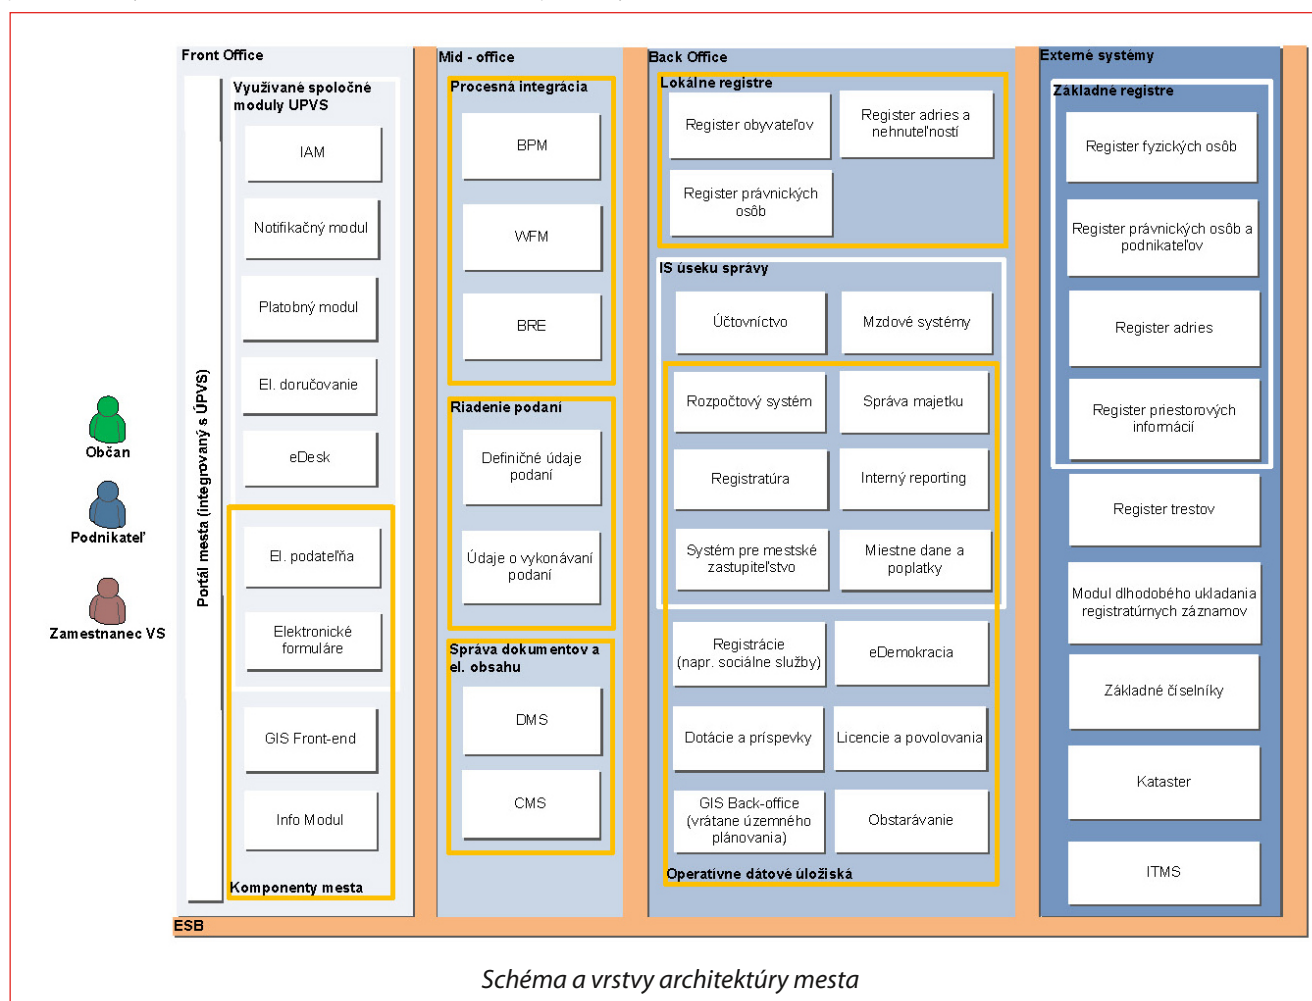 Front Office
Využívané spoločné
moduly UPVS
IAM
Notifikačný modul
Platobný modul
El. doručovanie
eDesk
El. podateľňa
Elektronické
formuláre
GIS Front-end
Info Modul
Komponenty mesta
Portál mesta (integrovaný s ÚPVS)
Občan
Podnikateľ
Zamestnanec VS
Mid - office
Procesná integrácia
BPM
WFM
BRE
Riadenie podaní
Definičné údaje
podaní
Údaje o vykonávaní
podaní
Správa dokumentov a
el. obsahu
DMS
CMS
Back Office
Lokálne registre
Register obyvateľov
Register adries a
nehnuteľností
Register právnických
osôb
IS úseku správy
Účtovníctvo
Mzdové systémy
Rozpočtový systém
Správa majetku
Registratúra
Interný reporting
Systém pre mestské
zastupiteľstvo
Miestne dane a
poplatky
Registrácie
(napr. sociálne služby)
eDemokracia
Dotácie a príspevky
Licencie a povolovania
GIS Back-office
(vrátane územného
plánovania)
Obstarávanie
Operatívne dátové úložiská
Externé systémy
Základné registre
Register fyzických osôb
Register právnických osôb a
podnikateľov
Register adries
Register priestorových
informácií
Register trestov
Modul dlhodobého ukladania
registratúrnych záznamov
Základné číselníky
Kataster
ITMS
ESB
Schéma a vrstvy architektúry mesta